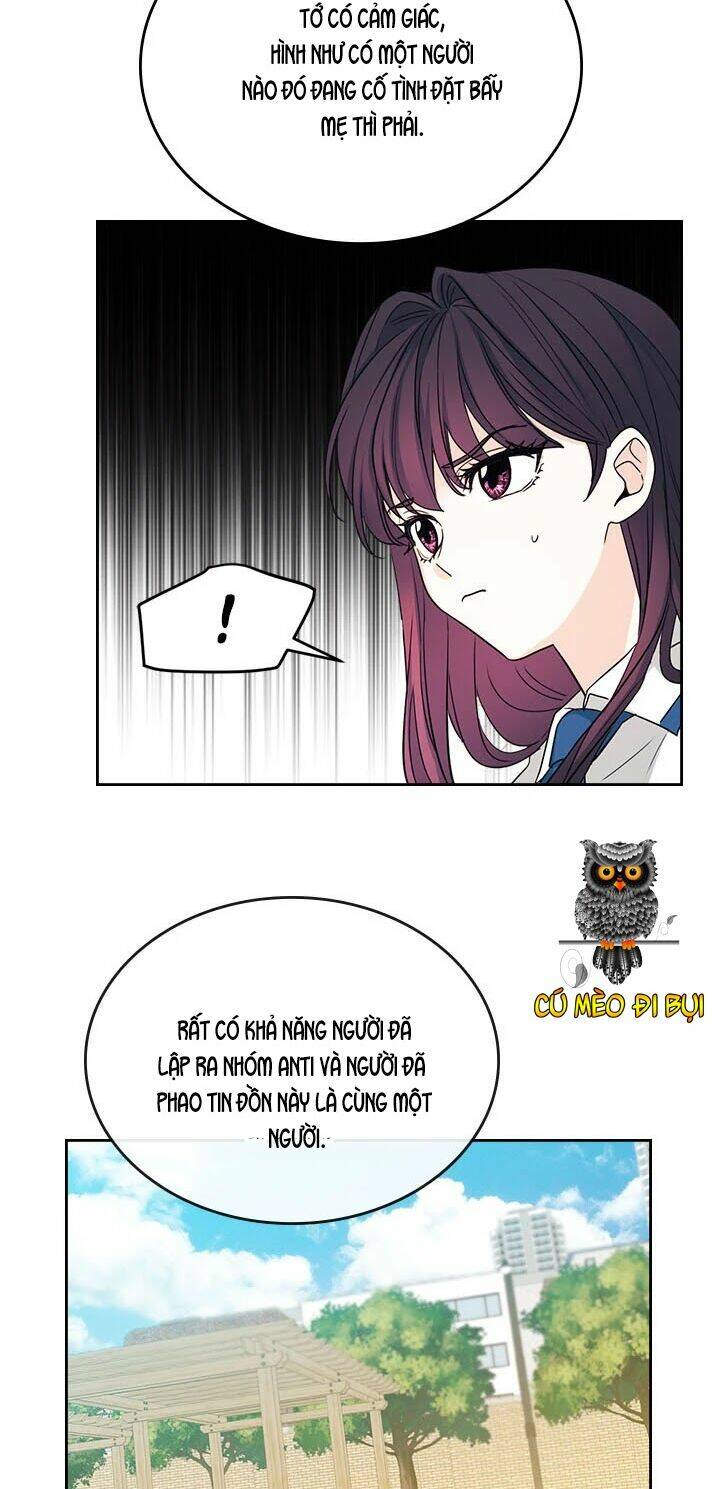 TỚ CÓ CẢM GIÁC,
HÌNH NHƯ CÓ MỘT NGƯỜI
NÀO ĐÓ ĐANG CỐ TÌNH ĐẶT BẪY
MẸ THÌ PHẢI.
!
CÚ MÈO ĐI BỤI
RẤT CÓ KHẢ NĂNG NGƯỜI ĐÃ
LẬP RA NHÓM ANTI VÀ NGƯỜI ĐÃ
PHAO TIN ĐỒN NÀY LÀ CÙNG MỘT
NGƯỜI.